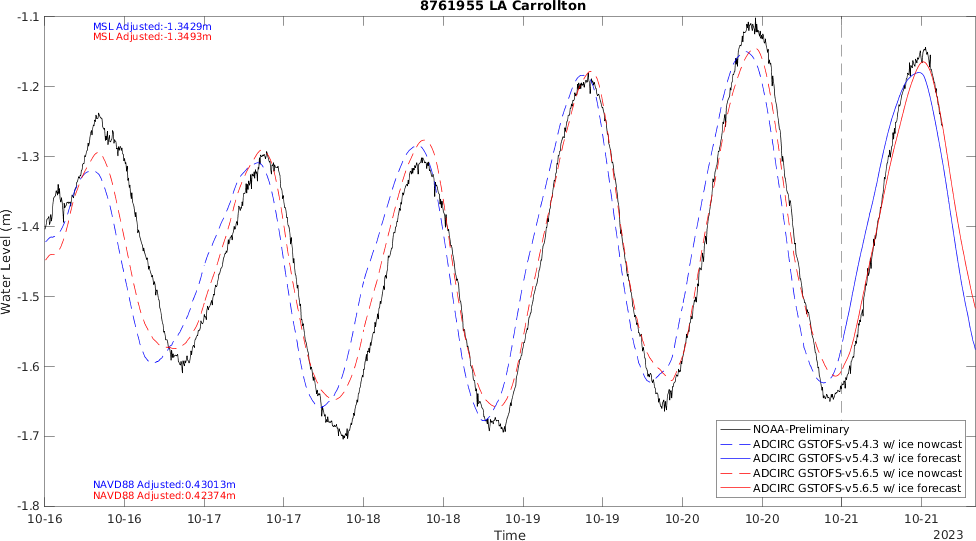 8761955 LA Carrollton
MSL Adjusted:-1.3429m
MSL Adjusted:-1.3493m
-1.1
-1.2
-1.3
-1.4
-1.5
-1.6
-1.7
-1.8
Water Level (m)
NOAA-Preliminary
ADCIRC GSTOFS-v5.4.3 w/ ice nowcast
ADCIRC GSTOFS-v5.4.3 w/ ice forecast
ADCIRC GSTOFS-v5.6.5 w/ ice nowcast
ADCIRC GSTOFS-v5.6.5 w/ ice forecast
NAVD88 Adjusted:0.43013m
NAVD88 Adjusted:0.42374m
10-16 10-16 10-17 10-17 10-18 10-18 10-19 10-19 10-20 10-20 10-21 10-21
Time
2023